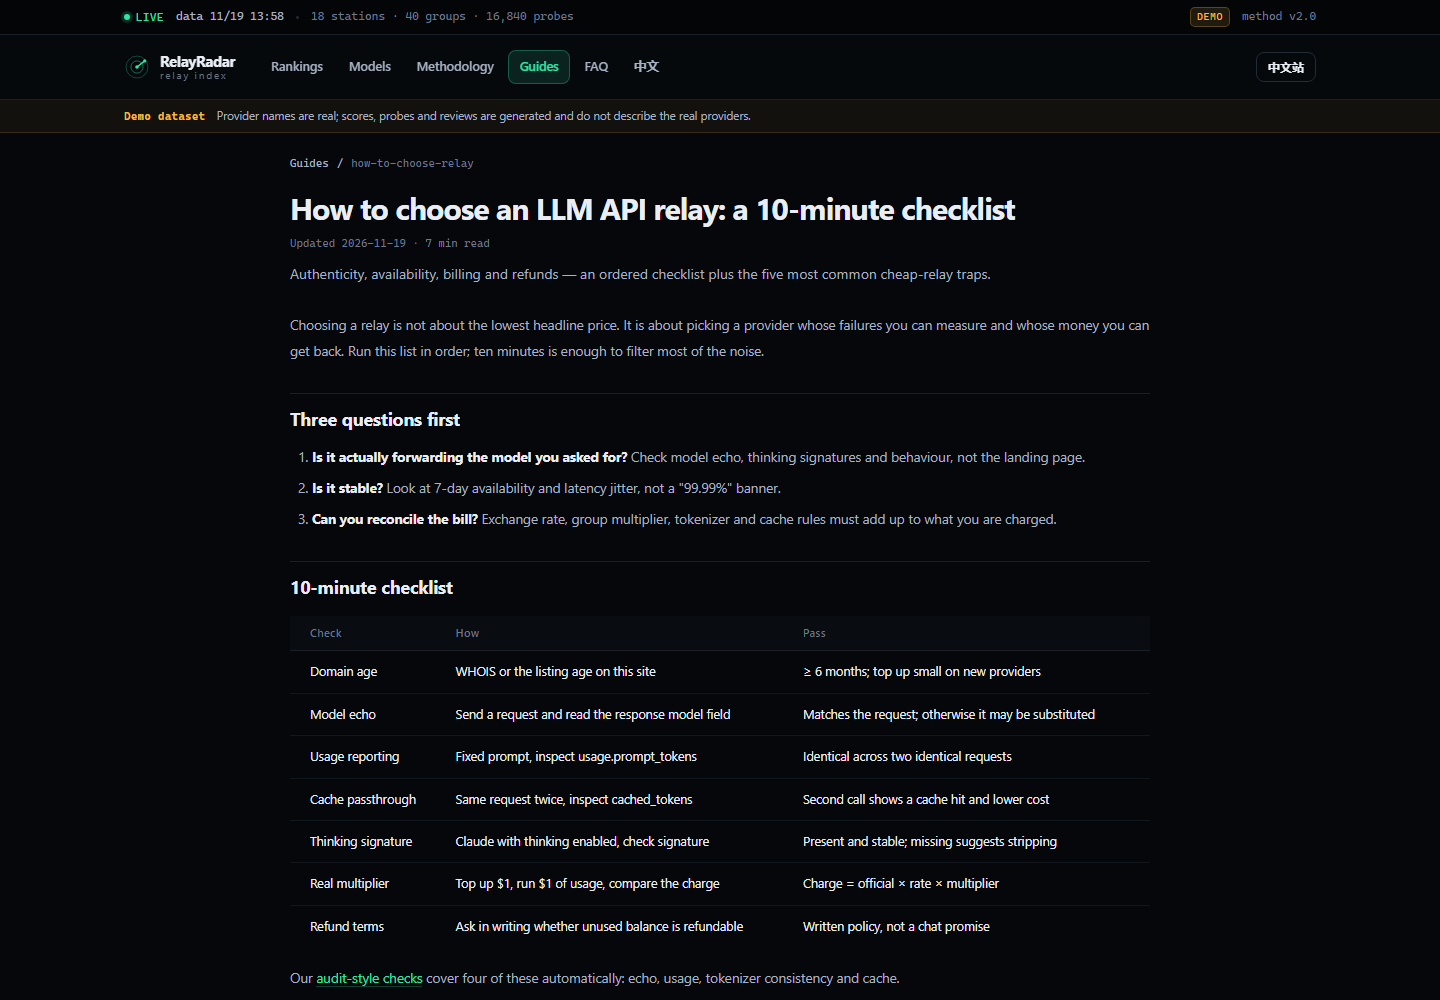 LIVE data 11/19 13:58 · 18 stations · 40 groups · 16,840 probes
DEMO method v2.0
RelayRadar
relay index
Rankings Models Methodology Guides FAQ 中文
中文站
Demo dataset Provider names are real; scores, probes and reviews are generated and do not describe the real providers.
Guides / how-to-choose-relay
How to choose an LLM API relay: a 10-minute checklist
Updated 2026-11-19 · 7 min read
Authenticity, availability, billing and refunds — an ordered checklist plus the five most common cheap-relay traps.
Choosing a relay is not about the lowest headline price. It is about picking a provider whose failures you can measure and whose money you can
get back. Run this list in order; ten minutes is enough to filter most of the noise.
Three questions first
1. Is it actually forwarding the model you asked for? Check model echo, thinking signatures and behaviour, not the landing page.
2. Is it stable? Look at 7-day availability and latency jitter, not a "99.99%" banner.
3. Can you reconcile the bill? Exchange rate, group multiplier, tokenizer and cache rules must add up to what you are charged.
10-minute checklist
Check How Pass
Domain age WHOIS or the listing age on this site ≥ 6 months; top up small on new providers
Model echo Send a request and read the response model field Matches the request; otherwise it may be substituted
Usage reporting Fixed prompt, inspect usage.prompt_tokens Identical across two identical requests
Cache passthrough Same request twice, inspect cached_tokens Second call shows a cache hit and lower cost
Thinking signature Claude with thinking enabled, check signature Present and stable; missing suggests stripping
Real multiplier Top up $1, run $1 of usage, compare the charge Charge = official × rate × multiplier
Refund terms Ask in writing whether unused balance is refundable Written policy, not a chat promise
Our audit-style checks cover four of these automatically: echo, usage, tokenizer consistency and cache.